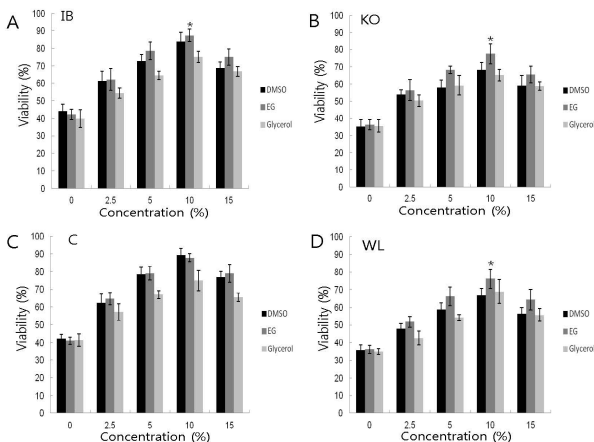 A
IB
Viability (%)
100
90
80
70
60
50
40
30
20
10
*
DMSO
EG
Glycerol
0 2.5 5 10 15
Concentration (%)
B
KO
Viability (%)
100
90
80
70
60
50
40
30
20
10
*
DMSO
EG
Glycerol
0 2.5 5 10 15
Concentration (%)
C
C
Viability (%)
100
90
80
70
60
50
40
30
20
10
DMSO
EG
Glycerol
0 2.5 5 10 15
Concentration (%)
D
WL
Viability (%)
100
90
80
70
60
50
40
30
20
10
*
DMSO
EG
Glycerol
0 2.5 5 10 15
Concentration (%)